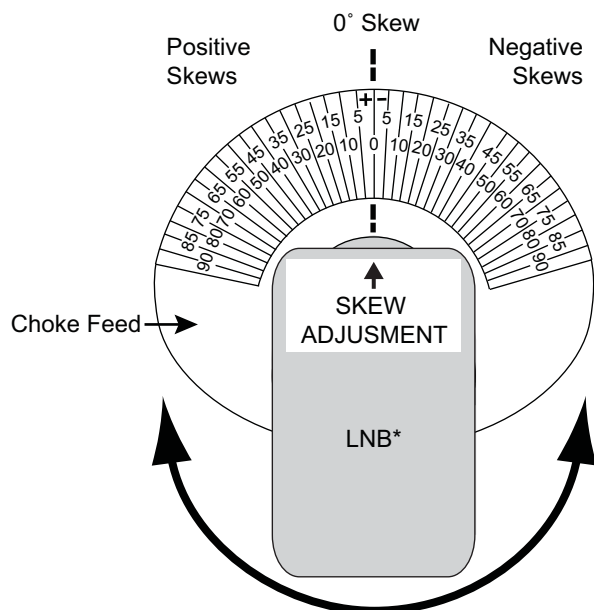 0° Skew
Positive
Skews
Negative
Skews
+ −
85 75 65 55 45 35 25 15 5 5 15 25 35 45 55 65 75 85
90 80 70 60 50 40 30 20 10 0 10 20 30 40 50 60 70 80 90
Choke Feed
SKEW
ADJUSMENT
LNB*